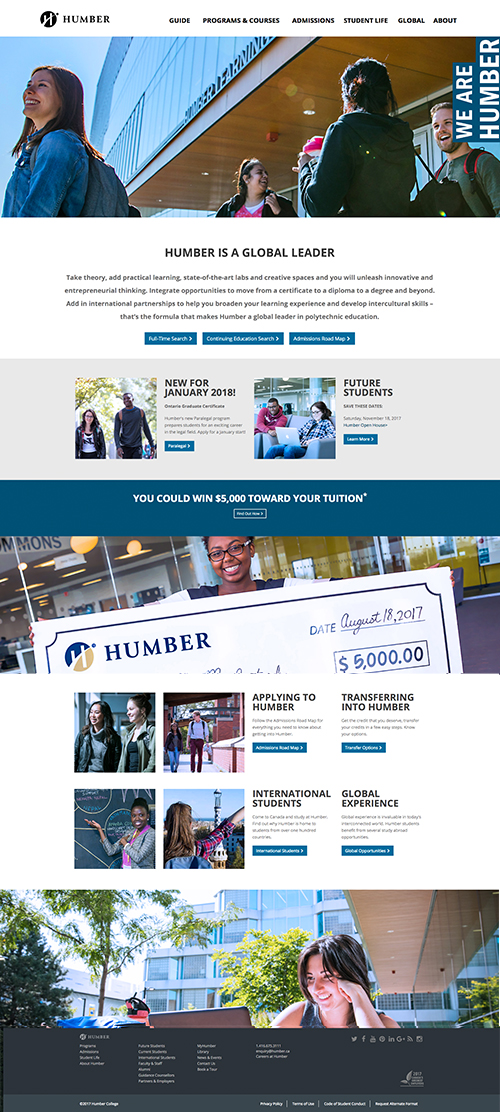 HUMBER
GUIDE PROGRAMS & COURSES ADMISSIONS STUDENT LIFE GLOBAL ABOUT
HUMBER LEARNING
WE ARE
HUMBER
HUMBER IS A GLOBAL LEADER
Take theory, add practical learning, state-of-the-art labs and creative spaces and you will unleash innovative and
entrepreneurial thinking. Integrate opportunities to move from a certificate to a diploma to a degree and beyond.
Add in international partnerships to help you broaden your learning experience and develop intercultural skills –
that's the formula that makes Humber a global leader in polytechnic education.
Full-Time Search > Continuing Education Search > Admissions Road Map >
NEW FOR
JANUARY 2018!
Ontario Graduate Certificate
Humber's new Paralegal program
prepares students for an exciting career
in the legal field. Apply for a January start!
Paralegal >
FUTURE
STUDENTS
SAVE THESE DATES:
Saturday, November 18, 2017
Humber Open House>
Learn More >
YOU COULD WIN $5,000 TOWARD YOUR TUITION*
Find Out How >
OMMONS
HUMBER
DATE August 18, 2017
$5,000.00
APPLYING TO
HUMBER
Follow the Admissions Road Map for
everything you need to know about
getting into Humber.
Admissions Road Map >
TRANSFERRING
INTO HUMBER
Get the credit that you deserve, transfer
your credits in a few easy steps. Know
your options.
Transfer Options >
INTERNATIONAL
STUDENTS
Come to Canada and study at Humber.
Find out why Humber is home to
students from over one hundred
countries.
International Students >
GLOBAL
EXPERIENCE
Global experience is invaluable in today's
interconnected world. Humber students
benefit from several study abroad
opportunities.
Global Opportunities >
HUMBER
Programs
Admissions
Student Life
About Humber
Future Students
Current Students
International Students
Faculty & Staff
Alumni
Guidance Counsellors
Partners & Employers
MyHumber
Library
News & Events
Contact Us
Book a Tour
1.416.675.3111
enquiry@humber.ca
Careers at Humber
2017
©2017 Humber College
Privacy Policy | Terms of Use | Code of Student Conduct | Request Alternate Format